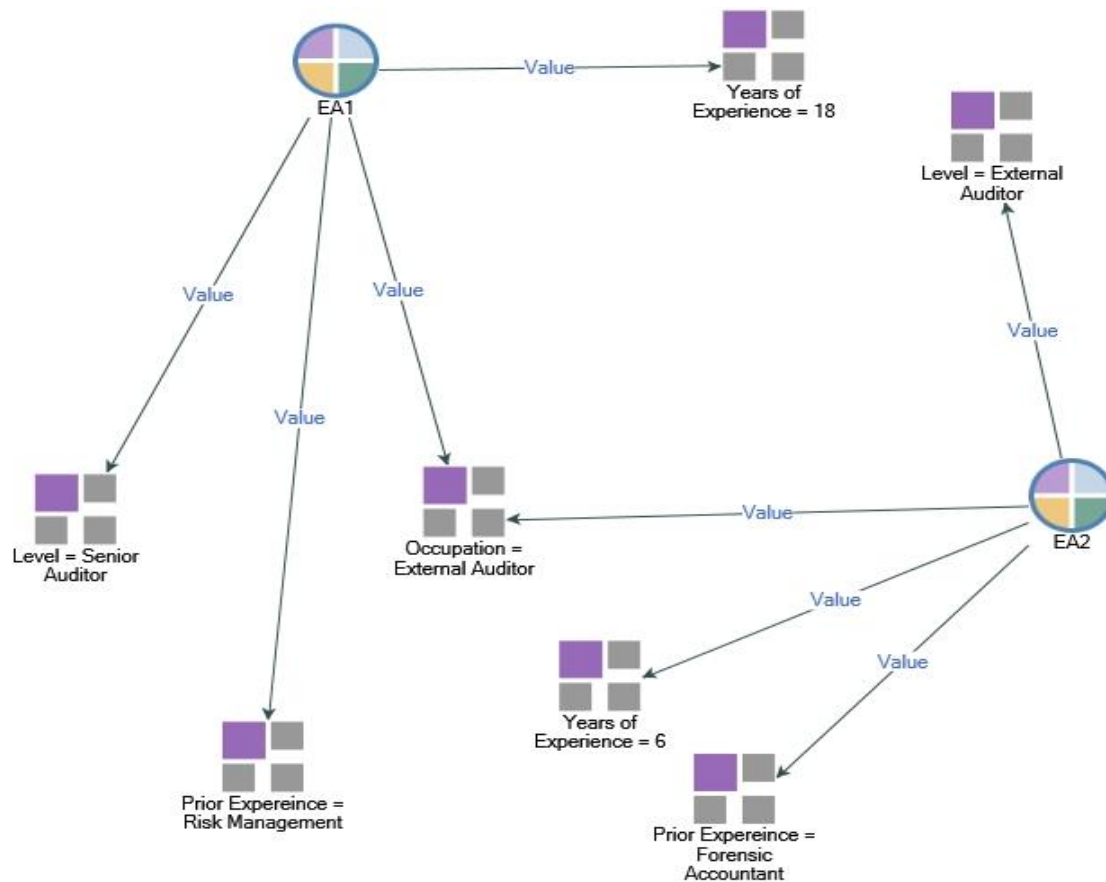 Value
Years of
Experience = 18
EA1
Level = External
Auditor
Value
Value
Value
Value
Level = Senior
Auditor
Occupation =
External Auditor
Value
EA2
Value
Value
Years of
Experience = 6
Prior Expereince =
Risk Management
Prior Expereince =
Forensic
Accountant